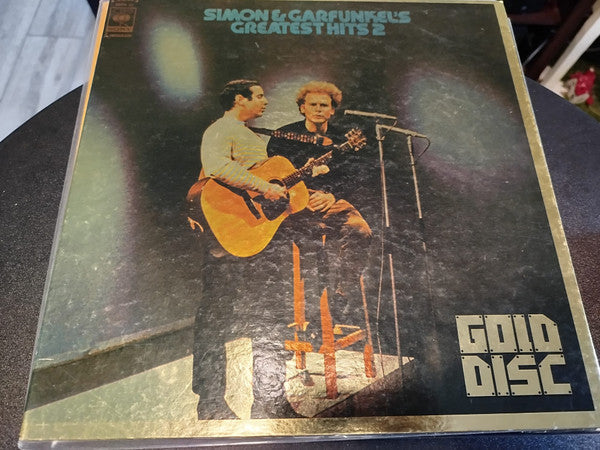 SIMON & GARFUNKEL'S
GREATEST HITS 2
GOLD
DISC